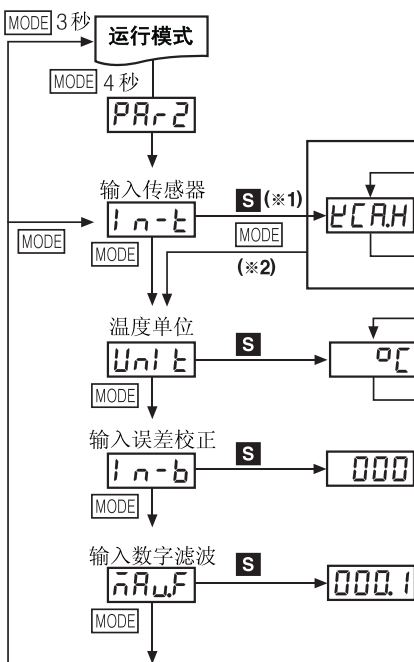 MODE 3秒
运行模式
MODE 4秒
PAr2
输入传感器
In-t
S (※1)
KCA.H
MODE
MODE
MODE
(※2)
温度单位
UnIt
S
°C
MODE
输入误差校正
In-b
S
000
MODE
输入数字滤波
S
000.1
MODE